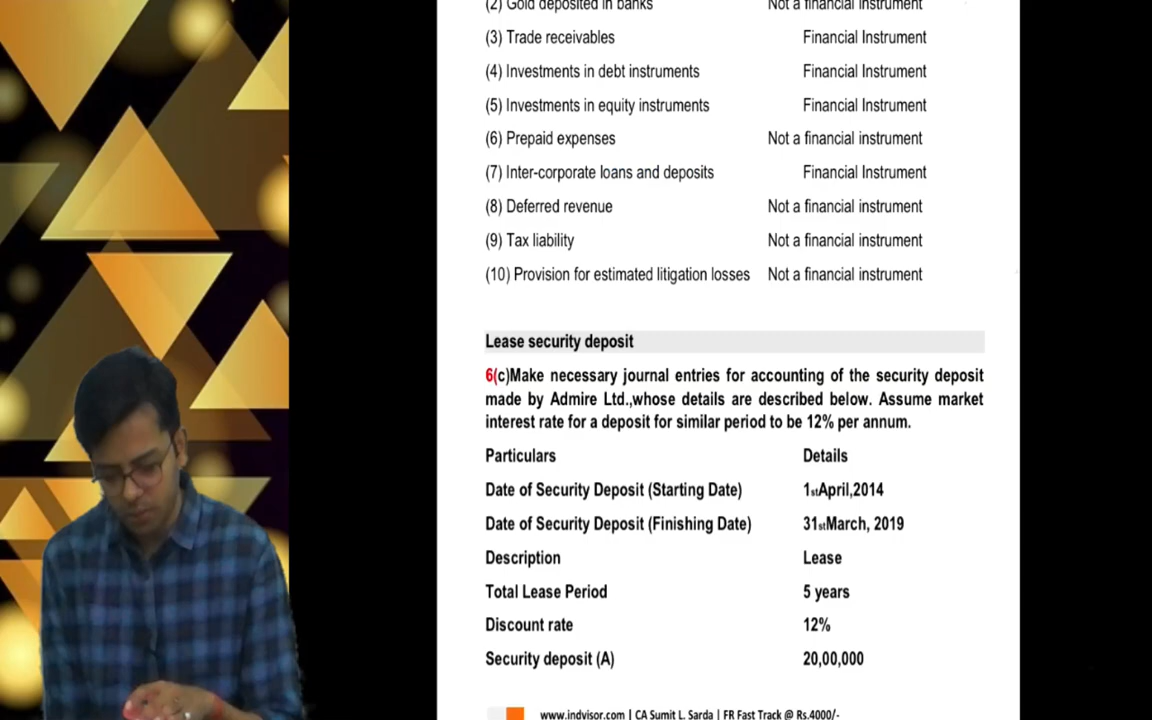 (2) Gold deposited in banks Not a financial instrument
(3) Trade receivables Financial Instrument
(4) Investments in debt instruments Financial Instrument
(5) Investments in equity instruments Financial Instrument
(6) Prepaid expenses Not a financial instrument
(7) Inter-corporate loans and deposits Financial Instrument
(8) Deferred revenue Not a financial instrument
(9) Tax liability Not a financial instrument
(10) Provision for estimated litigation losses Not a financial instrument
Lease security deposit
6(c)Make necessary journal entries for accounting of the security deposit
made by Admire Ltd.,whose details are described below. Assume market
interest rate for a deposit for similar period to be 12% per annum.
Particulars Details
Date of Security Deposit (Starting Date) 1stApril,2014
Date of Security Deposit (Finishing Date) 31stMarch, 2019
Description Lease
Total Lease Period 5 years
Discount rate 12%
Security deposit (A) 20,00,000
www.indvisor.com | CA Sumit L. Sarda | FR Fast Track @ Rs.4000/-